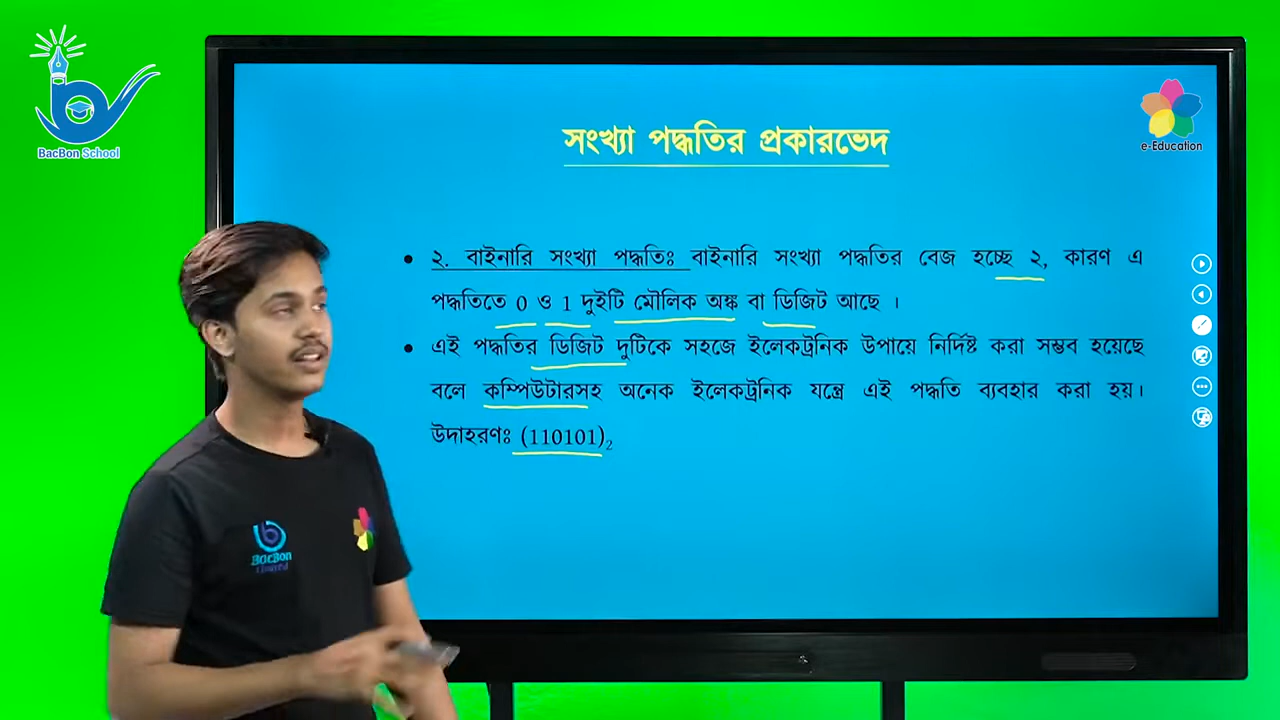 BacBon School
e-Education
সংখ্যা পদ্ধতির প্রকারভেদ
• ২. বাইনারি সংখ্যা পদ্ধতিঃ বাইনারি সংখ্যা পদ্ধতির বেজ হচ্ছে ২, কারণ এ
পদ্ধতিতে 0 ও 1 দুইটি মৌলিক অঙ্ক বা ডিজিট আছে ।
• এই পদ্ধতির ডিজিট দুটিকে সহজে ইলেকট্রনিক উপায়ে নির্দিষ্ট করা সম্ভব হয়েছে
বলে কম্পিউটারসহ অনেক ইলেকট্রনিক যন্ত্রে এই পদ্ধতি ব্যবহার করা হয়।
উদাহরণঃ (110101)₂
BacBon
Limited